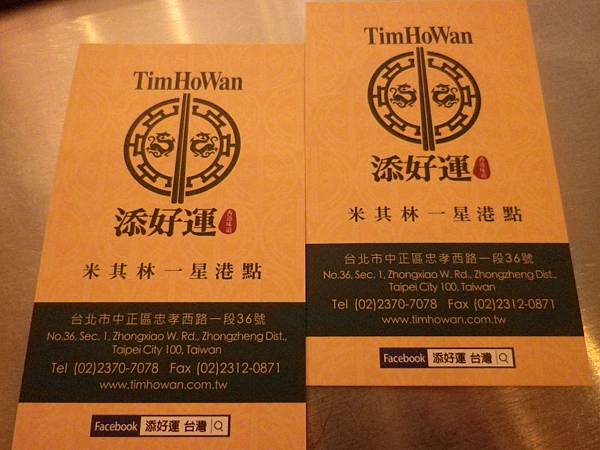 TimHoWan
添好運
米其林一星港點
台北市中正區忠孝西路一段36號
No.36, Sec. 1, Zhongxiao W. Rd., Zhongzheng Dist.,
Taipei City 100, Taiwan
Tel (02)2370-7078 Fax (02)2312-0871
www.timhowan.com.tw
Facebook 添好運 台灣
TimHoWan
添好運
米其林一星港點
台北市中正區忠孝西路一段36號
No.36, Sec. 1, Zhongxiao W. Rd., Zhongzheng Dist.,
Taipei City 100, Taiwan
Tel (02)2370-7078 Fax (02)2312-0871
www.timhowan.com.tw
Facebook 添好運 台灣